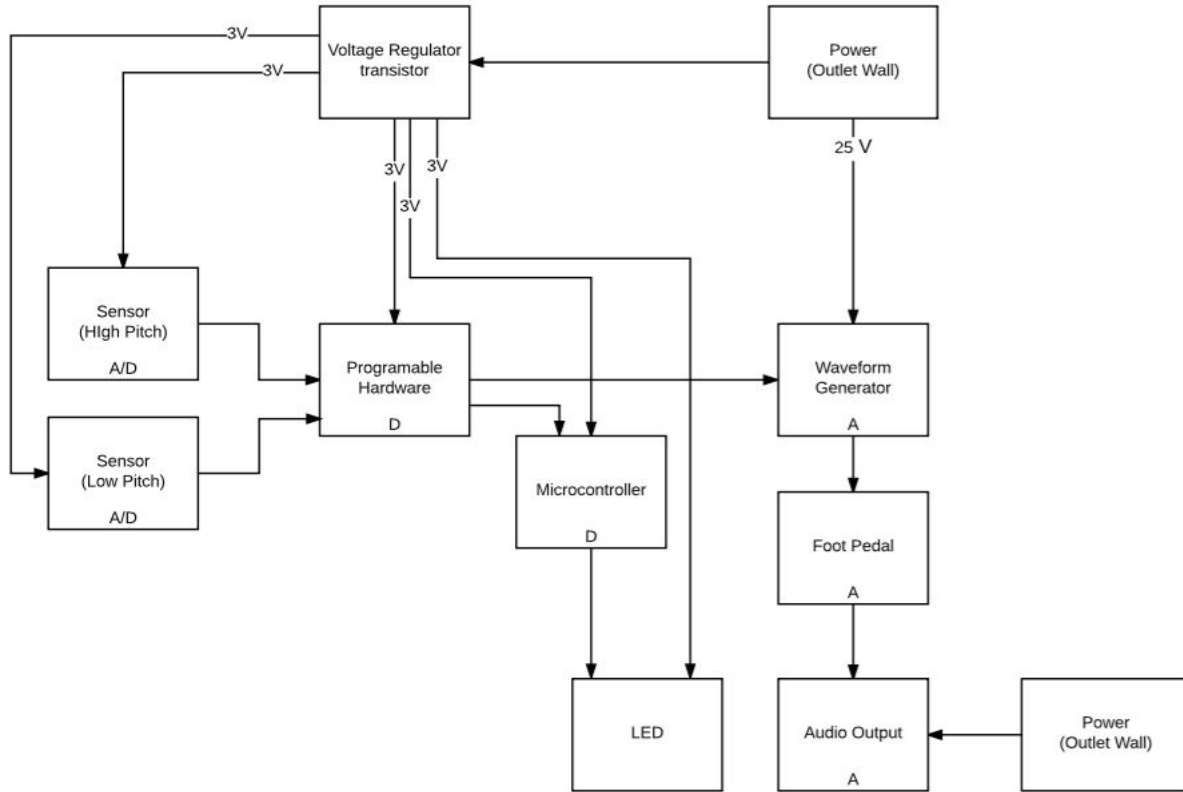 3V
Voltage Regulator
transistor
Power
(Outlet Wall)
3V
25 V
3V
3V
3V
Sensor
(HIgh Pitch)
A/D
Programable
Hardware
D
Waveform
Generator
A
Sensor
(Low Pitch)
A/D
Microcontroller
D
Foot Pedal
A
LED
Audio Output
A
Power
(Outlet Wall)